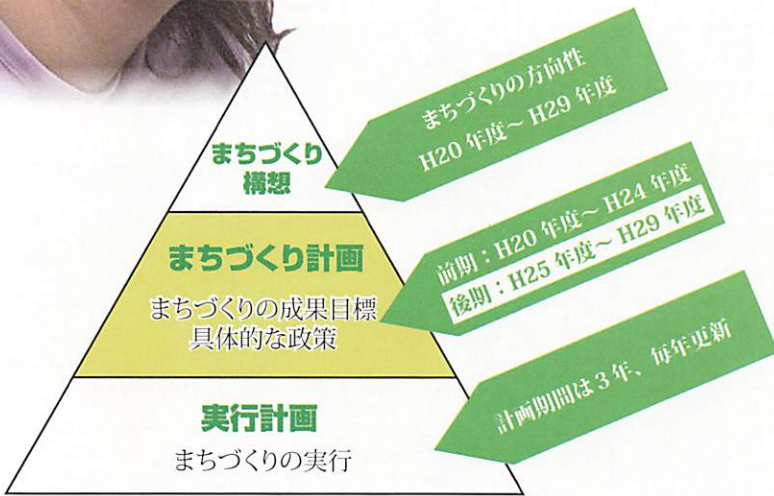 まちづくり
構想
まちづくりの方向性
H20 年度~ H29 年度
まちづくり計画
まちづくりの成果目標
具体的な政策
前期:H20 年度~ H24 年度
後期:H25 年度~ H29 年度
実行計画
まちづくりの実行
計画期間は3年、毎年更新